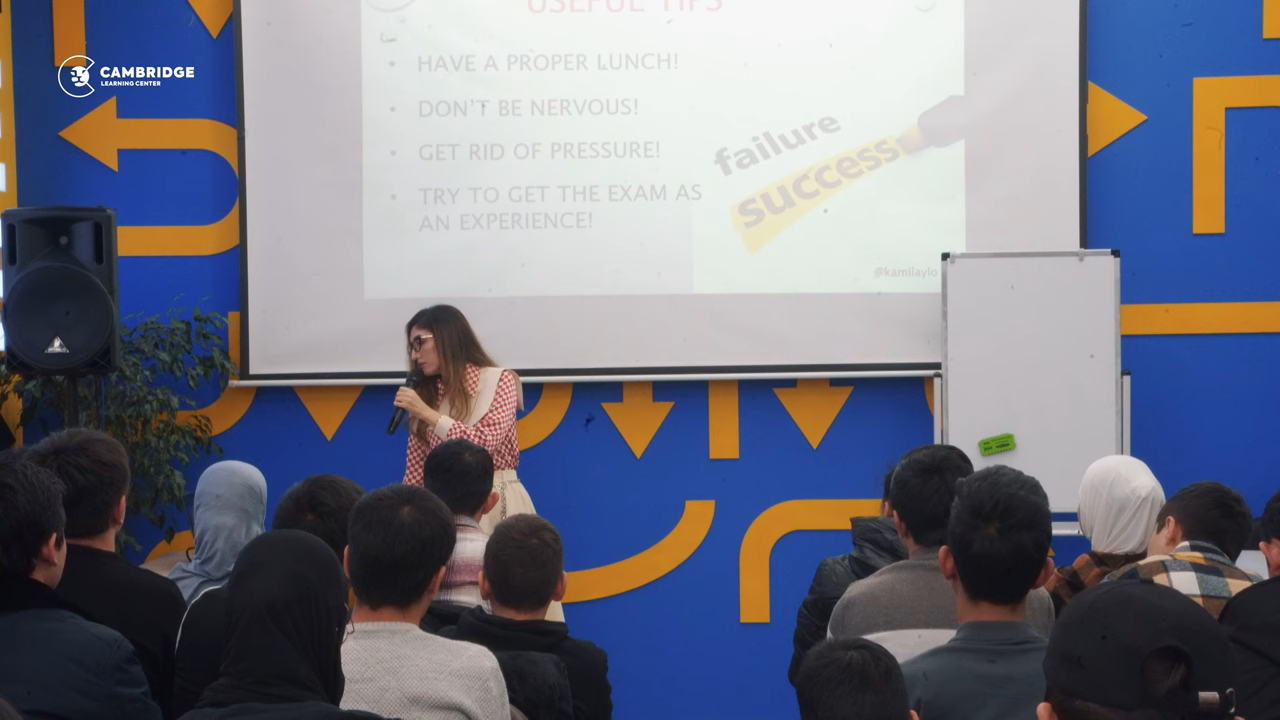 CAMBRIDGE
LEARNING CENTER
USEFUL TIPS
• HAVE A PROPER LUNCH!
• DON'T BE NERVOUS!
• GET RID OF PRESSURE!
• TRY TO GET THE EXAM AS
AN EXPERIENCE!
failure
success
@kamilaylo